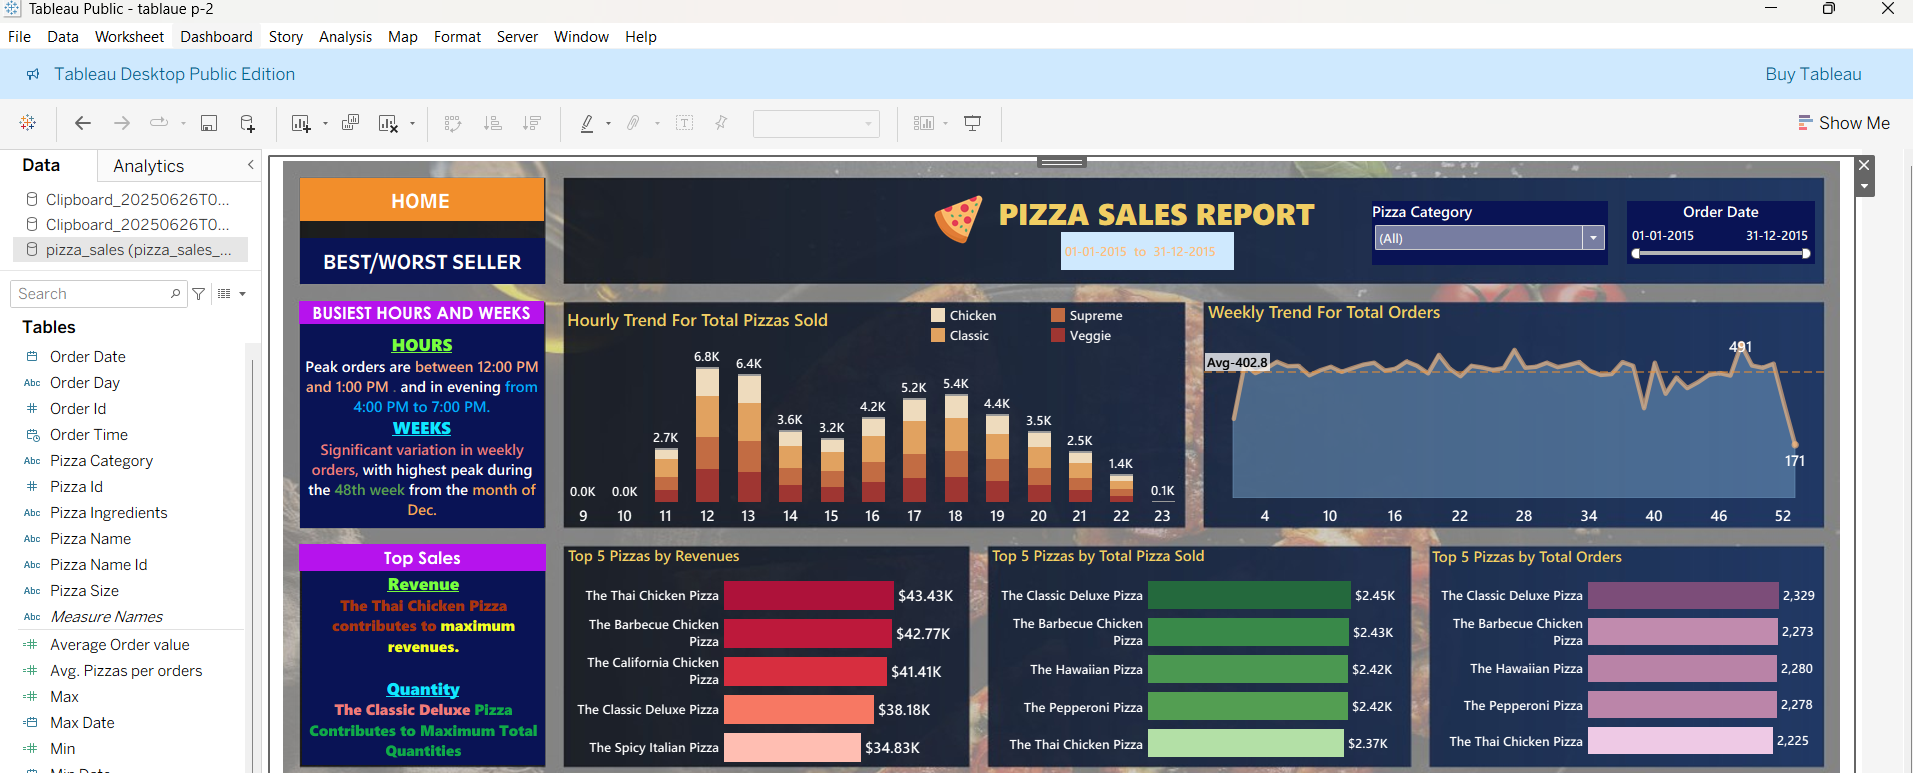 Tableau Public - tablaue p-2
File Data Worksheet Dashboard Story Analysis Map Format Server Window Help
Tableau Desktop Public Edition
Buy Tableau
Show Me
Data
Analytics
Clipboard_20250626T0...
Clipboard_20250626T0...
pizza_sales (pizza_sales_...
Search
Tables
Order Date
Abc Order Day
Order Id
Order Time
Abc Pizza Category
Pizza Id
Abc Pizza Ingredients
Abc Pizza Name
Abc Pizza Name Id
Abc Pizza Size
Abc Measure Names
Average Order value
Avg. Pizzas per orders
Max
Max Date
Min
HOME
BEST/WORST SELLER
PIZZA SALES REPORT
01-01-2015 to 31-12-2015
Pizza Category
(All)
Order Date
01-01-2015 31-12-2015
BUSIEST HOURS AND WEEKS
HOURS
Peak orders are between 12:00 PM
and 1:00 PM . and in evening from
4:00 PM to 7:00 PM.
WEEKS
Significant variation in weekly
orders, with highest peak during
the 48th week from the month of
Dec.
Hourly Trend For Total Pizzas Sold
Chicken
Supreme
Classic
Veggie
0.0K 0.0K 2.7K 6.8K 6.4K 3.6K 3.2K 4.2K 5.2K 5.4K 4.4K 3.5K 2.5K 1.4K 0.1K
9 10 11 12 13 14 15 16 17 18 19 20 21 22 23
Weekly Trend For Total Orders
Avg-402.8
491
171
4 10 16 22 28 34 40 46 52
Top Sales
Revenue
The Thai Chicken Pizza
contributes to maximum
revenues.
Quantity
The Classic Deluxe Pizza
Contributes to Maximum Total
Quantities
Top 5 Pizzas by Revenues
The Thai Chicken Pizza $43.43K
The Barbecue Chicken
Pizza $42.77K
The California Chicken
Pizza $41.41K
The Classic Deluxe Pizza $38.18K
The Spicy Italian Pizza $34.83K
Top 5 Pizzas by Total Pizza Sold
The Classic Deluxe Pizza $2.45K
The Barbecue Chicken
Pizza $2.43K
The Hawaiian Pizza $2.42K
The Pepperoni Pizza $2.42K
The Thai Chicken Pizza $2.37K
Top 5 Pizzas by Total Orders
The Classic Deluxe Pizza 2,329
The Barbecue Chicken
Pizza 2,273
The Hawaiian Pizza 2,280
The Pepperoni Pizza 2,278
The Thai Chicken Pizza 2,225